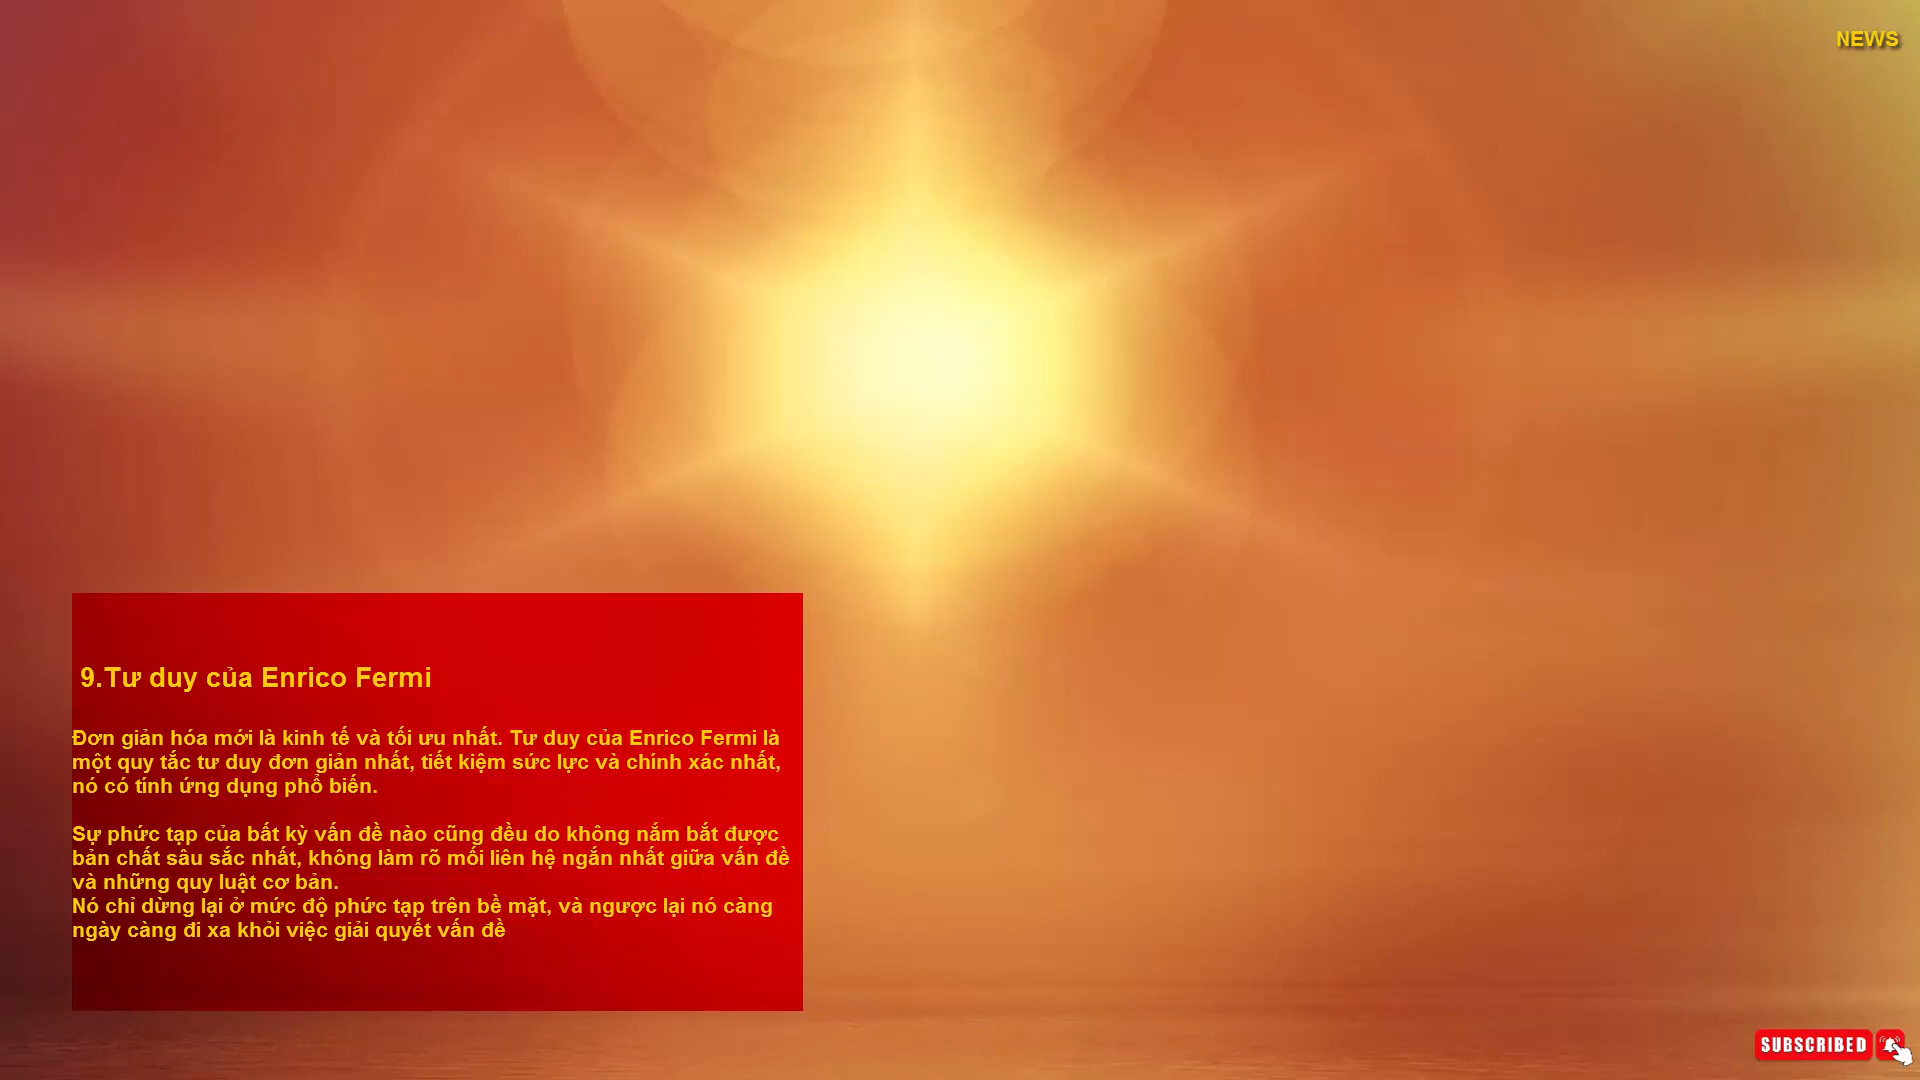 NEWS
9.Tư duy của Enrico Fermi
Đơn giản hóa mới là kinh tế và tối ưu nhất. Tư duy của Enrico Fermi là
một quy tắc tư duy đơn giản nhất, tiết kiệm sức lực và chính xác nhất,
nó có tính ứng dụng phổ biến.
Sự phức tạp của bất kỳ vấn đề nào cũng đều do không nắm bắt được
bản chất sâu sắc nhất, không làm rõ mối liên hệ ngắn nhất giữa vấn đề
và những quy luật cơ bản.
Nó chỉ dừng lại ở mức độ phức tạp trên bề mặt, và ngược lại nó càng
ngày càng đi xa khỏi việc giải quyết vấn đề
SUBSCRIBED